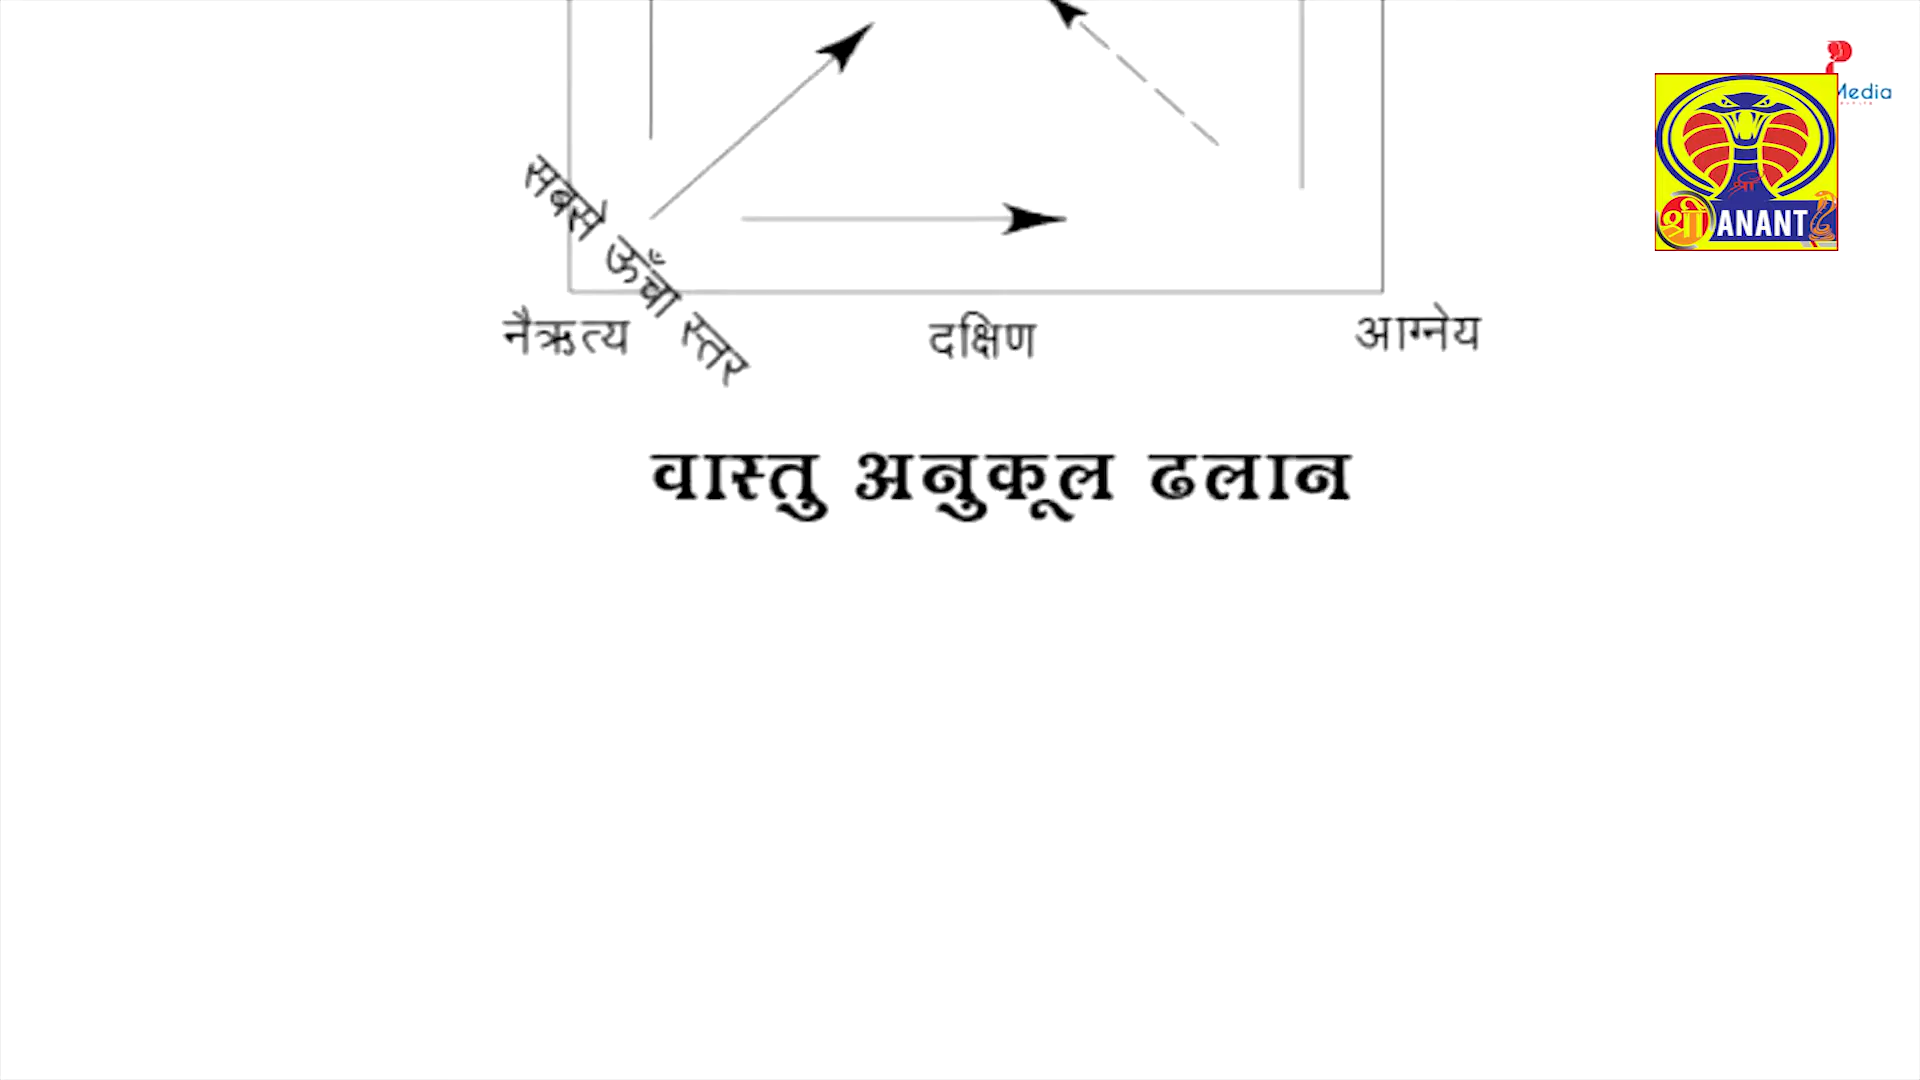 Media
श्री
श्री ANANT
सबसे ऊँचा स्तर
नैऋत्य दक्षिण आग्नेय
वास्तु अनुकूल ढलान